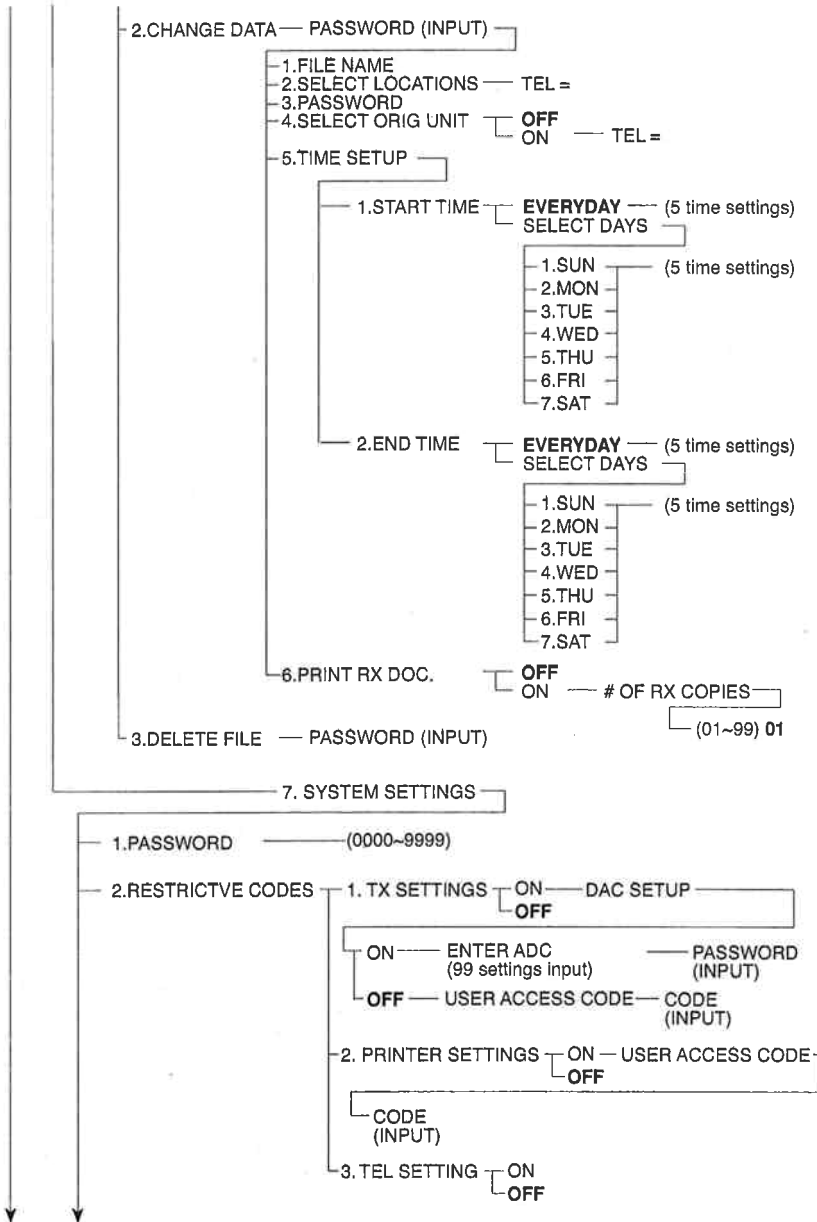 2.CHANGE DATA PASSWORD (INPUT)
1.FILE NAME
2.SELECT LOCATIONS TEL =
3.PASSWORD
4.SELECT ORIG UNIT OFF
ON TEL =
5.TIME SETUP
1.START TIME EVERYDAY (5 time settings)
SELECT DAYS
1.SUN (5 time settings)
2.MON
3.TUE
4.WED
5.THU
6.FRI
7.SAT
2.END TIME EVERYDAY (5 time settings)
SELECT DAYS
1.SUN (5 time settings)
2.MON
3.TUE
4.WED
5.THU
6.FRI
7.SAT
6.PRINT RX DOC. OFF
ON # OF RX COPIES
(01~99) 01
3.DELETE FILE PASSWORD (INPUT)
7. SYSTEM SETTINGS
1.PASSWORD (0000~9999)
2.RESTRICTVE CODES 1. TX SETTINGS ON DAC SETUP
OFF
ON ENTER ADC PASSWORD
(99 settings input) (INPUT)
OFF USER ACCESS CODE CODE
(INPUT)
2. PRINTER SETTINGS ON USER ACCESS CODE
OFF
CODE
(INPUT)
3. TEL SETTING ON
OFF